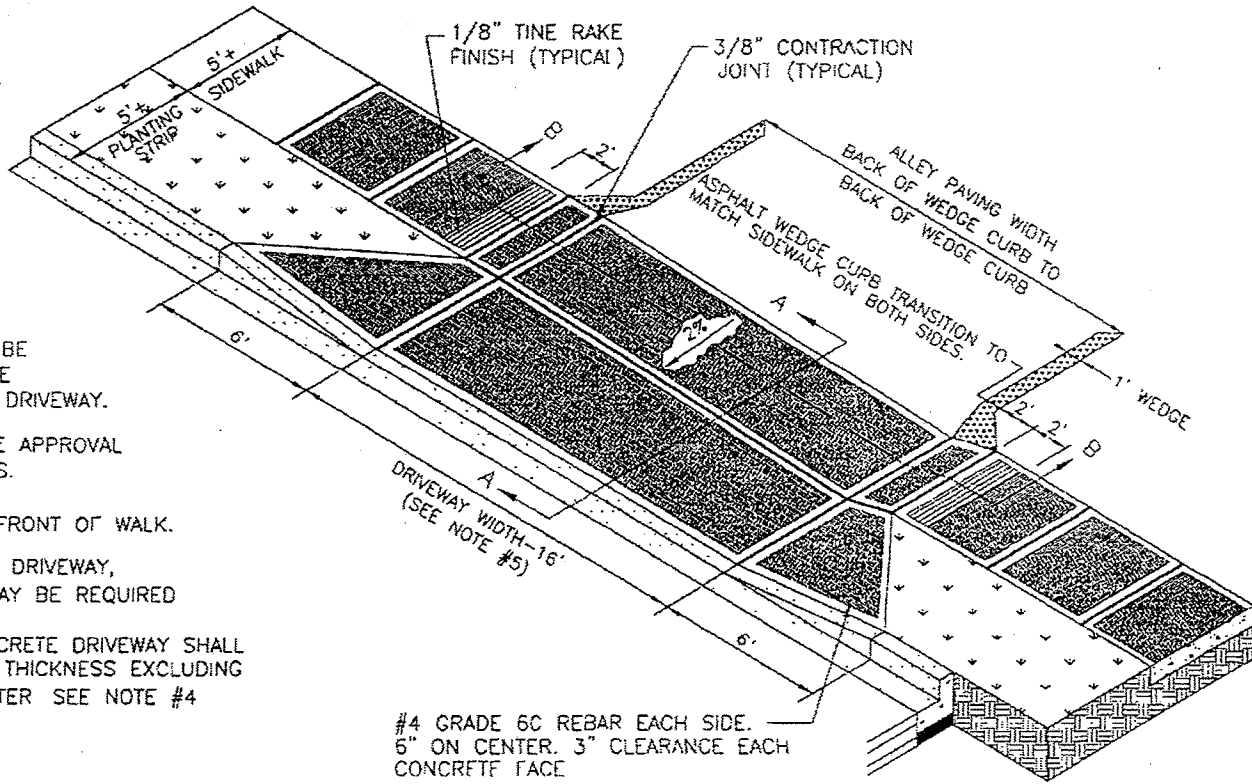 1/8" TINE RAKE
FINISH (TYPICAL)
3/8" CONTRACTION
JOINT (TYPICAL)
5'+
SIDEWALK
5'±
PLANTING
STRIP
B
2'
ALLEY PAVING WIDTH
BACK OF WEDGE CURB TO
BACK OF WEDGE CURB
ASPHALT WEDGE CURB TRANSITION TO
MATCH SIDEWALK ON BOTH SIDES.
A
2%
1' WEDGE
2'
2'
B
6'
BE
DRIVEWAY.
APPROVAL
FRONT OF WALK.
DRIVEWAY,
AY BE REQUIRED
CRETE DRIVEWAY SHALL
THICKNESS EXCLUDING
TER SEE NOTE #4
A
DRIVEWAY WIDTH-16'
(SEE NOTE #5)
6'
#4 GRADE 60 REBAR EACH SIDE.
6" ON CENTER. 3" CLEARANCE EACH
CONCRETE FACE